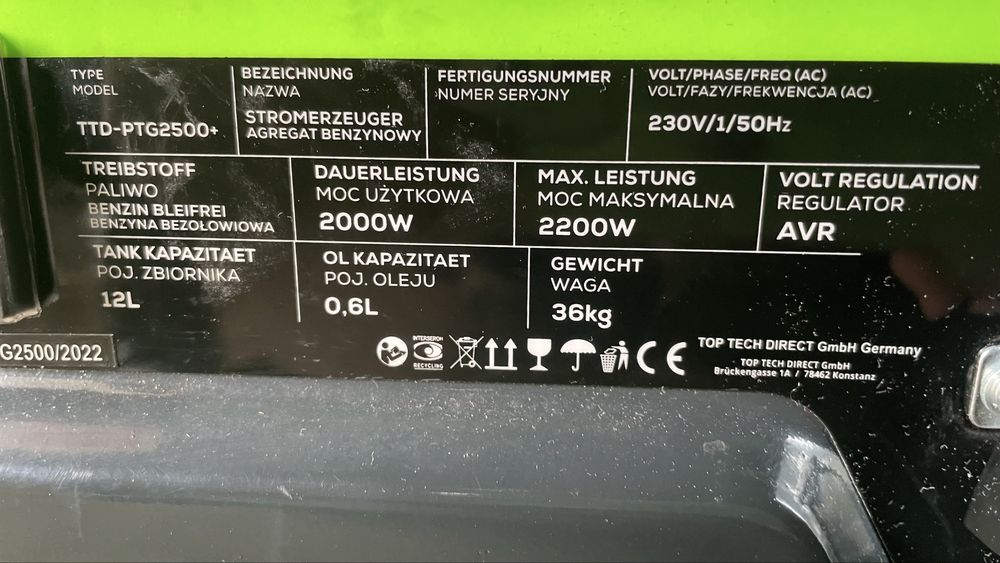 TYPE
MODEL
TTD-PTG2500+
BEZEICHNUNG
NAZWA
STROMERZEUGER
AGREGAT BENZYNOWY
FERTIGUNGSNUMMER
NUMER SERYJNY
VOLT/PHASE/FREQ (AC)
VOLT/FAZY/FREKWENCJA (AC)
230V/1/50Hz
TREIBSTOFF
PALIWO
BENZIN BLEIFREI
BENZYNA BEZOŁOWIOWA
DAUERLEISTUNG
MOC UŻYTKOWA
2000W
MAX. LEISTUNG
MOC MAKSYMALNA
2200W
VOLT REGULATION
REGULATOR
AVR
TANK KAPAZITAET
POJ. ZBIORNIKA
12L
OL KAPAZITAET
POJ. OLEJU
0,6L
GEWICHT
WAGA
36kg
G2500/2022
INTERSEROH
RECYCLING
CE
TOP TECH DIRECT GmbH Germany
TOP TECH DIRECT GmbH
Brückengasse 1A / 78462 Konstanz